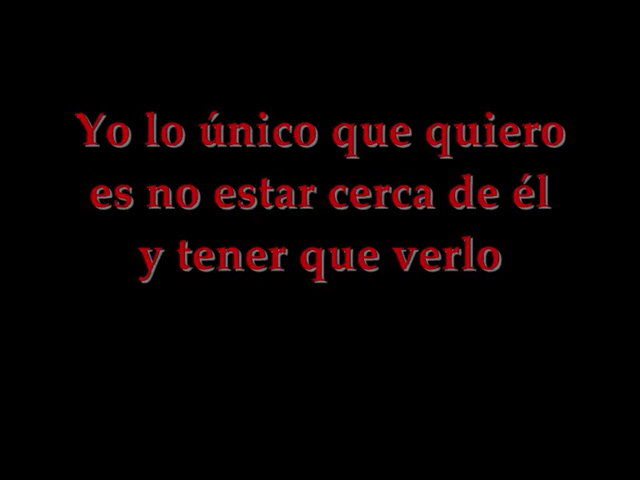 Yo lo único que quiero
es no estar cerca de él
y tener que verlo